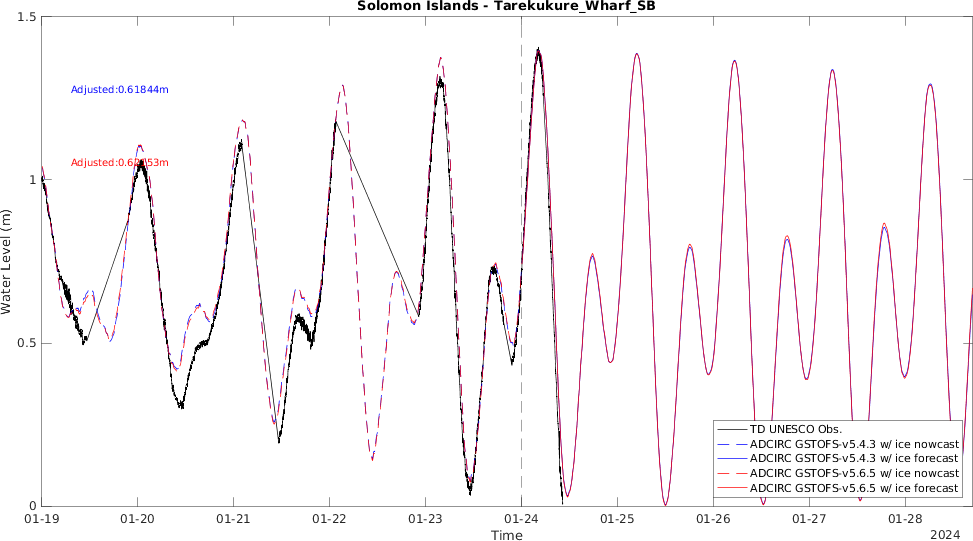 Solomon Islands - Tarekukure_Wharf_SB
1.5
1
0.5
0
Water Level (m)
Adjusted:0.61844m
01-19
01-20
01-21
01-22
01-23
01-24
01-25
01-26
01-27
01-28
Time
2024
TD UNESCO Obs.
ADCIRC GSTOFS-v5.4.3 w/ ice nowcast
ADCIRC GSTOFS-v5.4.3 w/ ice forecast
ADCIRC GSTOFS-v5.6.5 w/ ice nowcast
ADCIRC GSTOFS-v5.6.5 w/ ice forecast